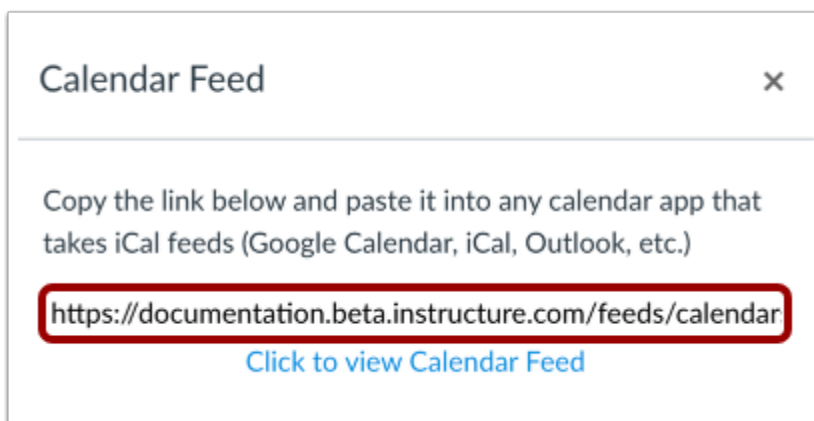 Calendar Feed ×
Copy the link below and paste it into any calendar app that
takes iCal feeds (Google Calendar, iCal, Outlook, etc.)
https://documentation.beta.instructure.com/feeds/calendar
Click to view Calendar Feed